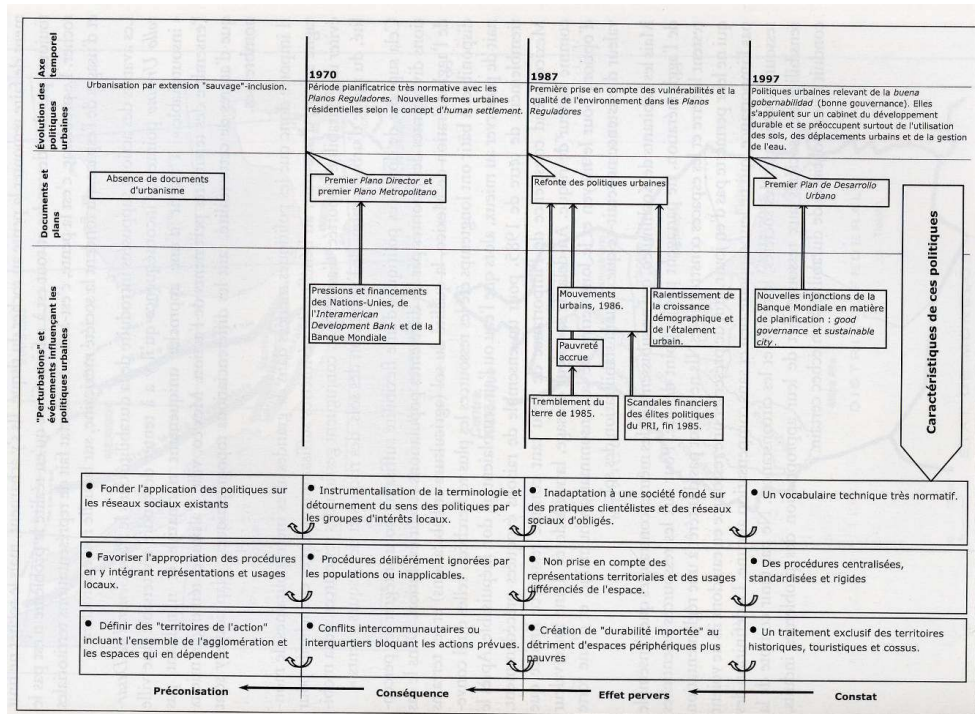 Axe
temporel
1970
1987
1997
Évolution des
politiques
urbaines
Urbanisation par extension "sauvage"-inclusion.
Période planificatrice très normative avec les
Planos Reguladores. Nouvelles formes urbaines
résidentielles selon le concept d'human settlement.
Première prise en compte des vulnérabilités et la
qualité de l'environnement dans les Planos
Reguladores
Politiques urbaines relevant de la buena
gobernabilidad (bonne gouvernance). Elles
s'appuient sur un cabinet du développement
durable et se préoccupent surtout de l'utilisation
des sols, des déplacements urbains et de la gestion
de l'eau.
Documents et
plans
Absence de documents
d'urbanisme
Premier Plano Director et
premier Plano Metropolitano
Refonte des politiques urbaines
Premier Plan de Desarrollo
Urbano
"Perturbations" et
événements influençant les
politiques urbaines
Pressions et financements
des Nations-Unies, de
l'Interamerican
Development Bank et de la
Banque Mondiale
Mouvements
urbains, 1986.
Pauvreté
accrue
Tremblement du
terre de 1985.
Scandales financiers
des élites politiques
du PRI, fin 1985.
Ralentissement de
la croissance
démographique et
de l'étalement
urbain.
Nouvelles injonctions de la
Banque Mondiale en matière
de planification : good
governance et sustainable
city .
Caractéristiques de ces politiques
● Fonder l'application des politiques sur
les réseaux sociaux existants
● Instrumentalisation de la terminologie et
détournement du sens des politiques par
les groupes d'intérêts locaux.
● Inadaptation à une société fondé sur
des pratiques clientélistes et des réseaux
sociaux d'obligés.
● Un vocabulaire technique très normatif.
● Favoriser l'appropriation des procédures
en y intégrant représentations et usages
locaux.
● Procédures délibérément ignorées par
les populations ou inapplicables.
● Non prise en compte des
représentations territoriales et des usages
différenciés de l'espace.
● Des procédures centralisées,
standardisées et rigides
● Définir des "territoires de l'action"
incluant l'ensemble de l'agglomération et
les espaces qui en dépendent
● Conflits intercommunautaires ou
interquartiers bloquant les actions prévues.
● Création de "durabilité importée" au
détriment d'espaces périphériques plus
pauvres
● Un traitement exclusif des territoires
historiques, touristiques et cossus.
Préconisation
Conséquence
Effet pervers
Constat